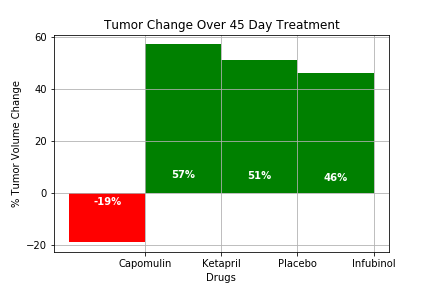 Tumor Change Over 45 Day Treatment
60
40
20
0
−20
% Tumor Volume Change
-19%
57%
51%
46%
Capomulin
Ketapril
Placebo
Infubinol
Drugs